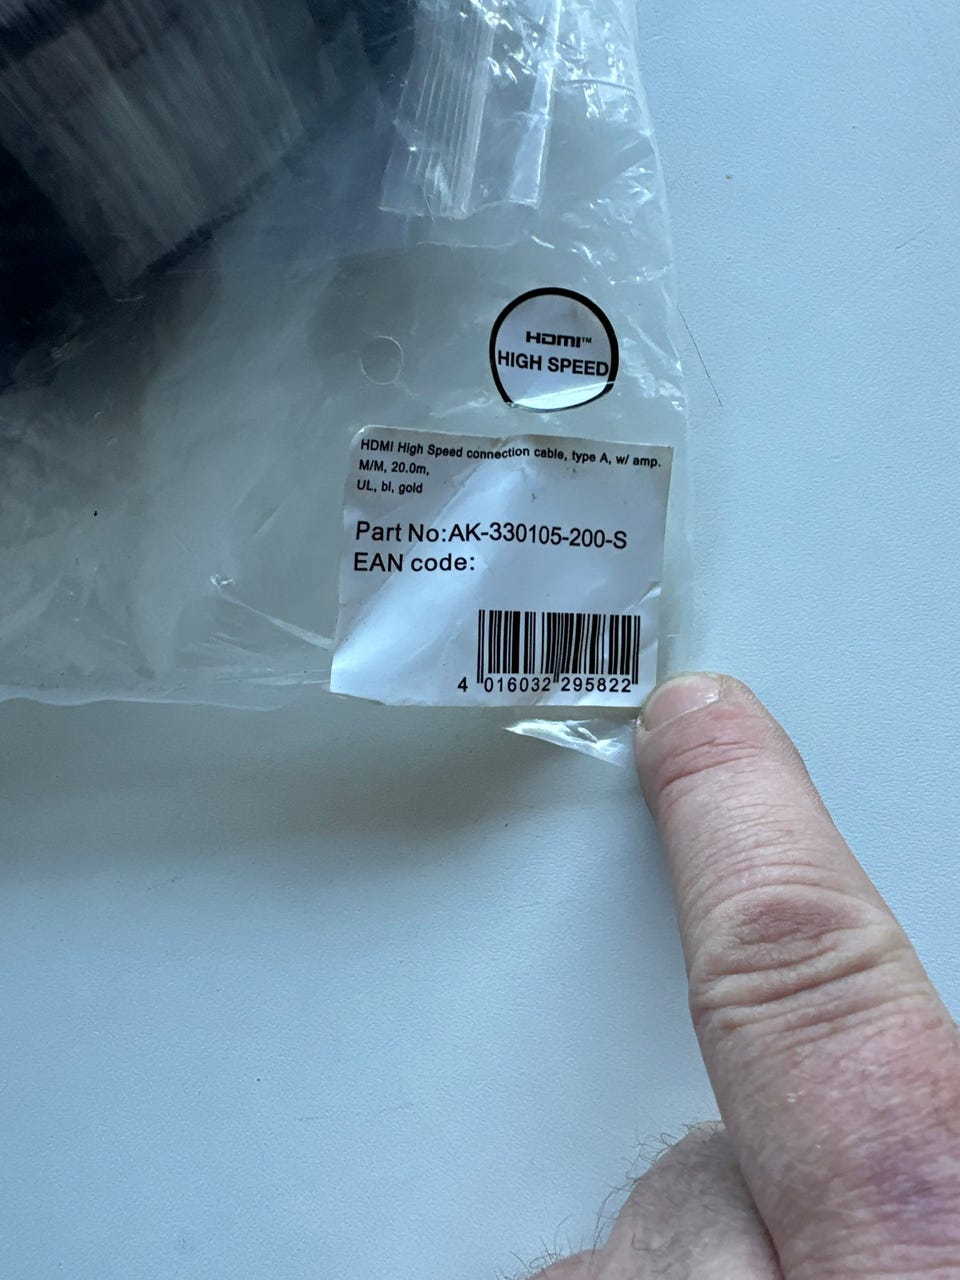 HDMI™
HIGH SPEED
HDMI High Speed connection cable, type A, w/ amp.
M/M, 20.0m,
UL, bl, gold
Part No:AK-330105-200-S
EAN code:
4 016032 295822